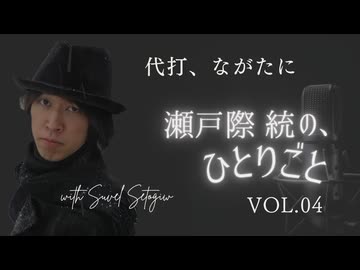 代打、ながたに
瀬戸際 統の、
ひとりごと
with Suvel Setogiw
VOL.04